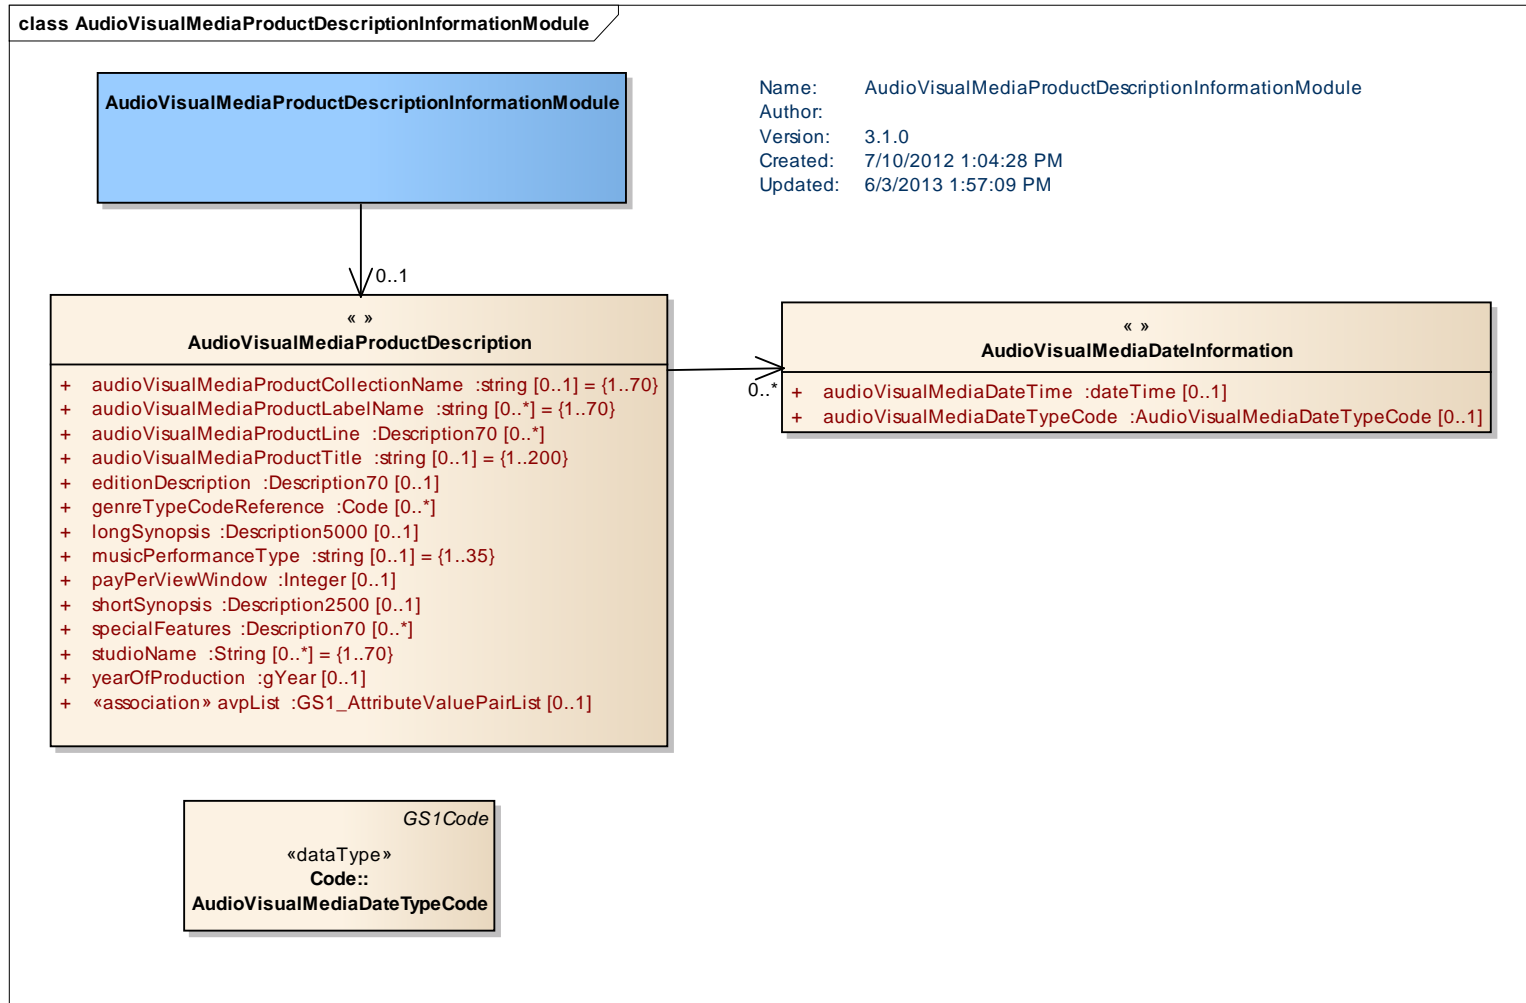 class AudioVisualMediaProductDescriptionInformationModule
AudioVisualMediaProductDescriptionInformationModule
Name: AudioVisualMediaProductDescriptionInformationModule
Author:
Version: 3.1.0
Created: 7/10/2012 1:04:28 PM
Updated: 6/3/2013 1:57:09 PM
0..1
« »
AudioVisualMediaProductDescription
+ audioVisualMediaProductCollectionName :string [0..1] = {1..70}
+ audioVisualMediaProductLabelName :string [0..*] = {1..70}
+ audioVisualMediaProductLine :Description70 [0..*]
+ audioVisualMediaProductTitle :string [0..1] = {1..200}
+ editionDescription :Description70 [0..1]
+ genreTypeCodeReference :Code [0..*]
+ longSynopsis :Description5000 [0..1]
+ musicPerformanceType :string [0..1] = {1..35}
+ payPerViewWindow :Integer [0..1]
+ shortSynopsis :Description2500 [0..1]
+ specialFeatures :Description70 [0..*]
+ studioName :String [0..*] = {1..70}
+ yearOfProduction :gYear [0..1]
+ «association» avpList :GS1_AttributeValuePairList [0..1]
0..*
« »
AudioVisualMediaDateInformation
+ audioVisualMediaDateTime :dateTime [0..1]
+ audioVisualMediaDateTypeCode :AudioVisualMediaDateTypeCode [0..1]
GS1Code
«dataType»
Code::
AudioVisualMediaDateTypeCode